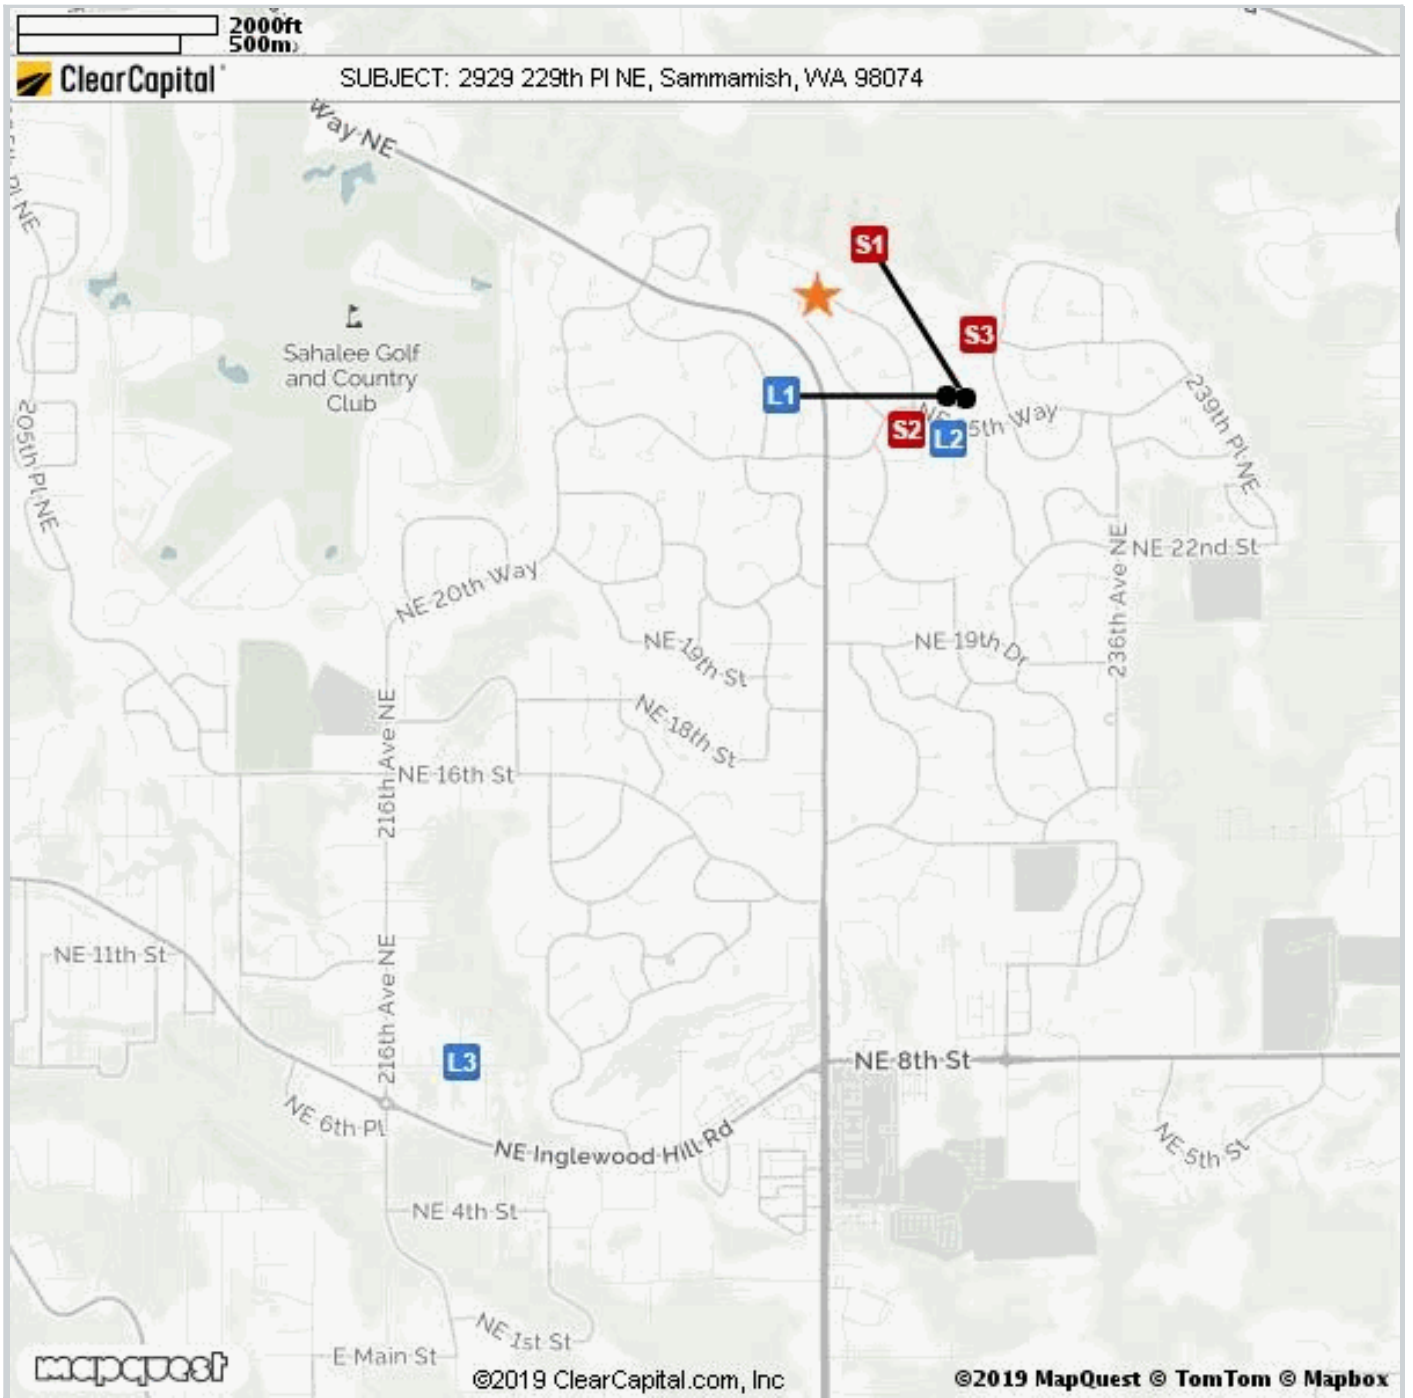 2000ft
500m
ClearCapital
SUBJECT: 2929 229th Pl NE, Sammamish, WA 98074
Way NE
Pl NE
S1
S3
Sahalee Golf
and Country
Club
L1
239th Pl NE
205th Pl NE
S2
L2
5th Way
NE 22nd St
NE 20th Way
236th Ave NE
NE 19th St
NE 19th Dr
216th Ave NE
NE 18th St
NE 16th St
NE 11th St
216th Ave NE
L3
NE 8th St
NE 6th Pl
NE Inglewood Hill Rd
NE 5th St
NE 4th St
NE 1st St
E Main St
mapquest
©2019 ClearCapital.com, Inc
©2019 MapQuest © TomTom © Mapbox